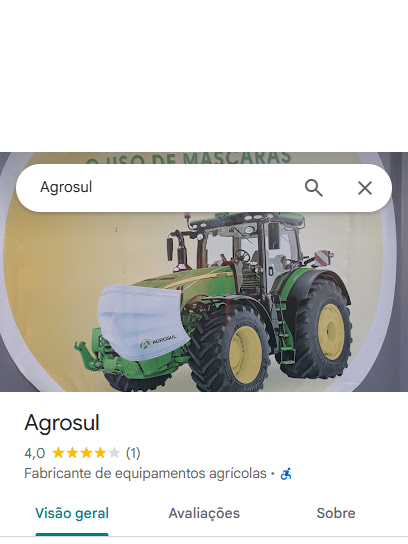 O USO DE MÁSCARAS
Agrosul
AGROSUL
Agrosul
4,0 (1)
Fabricante de equipamentos agrícolas •
Visão geral
Avaliações
Sobre